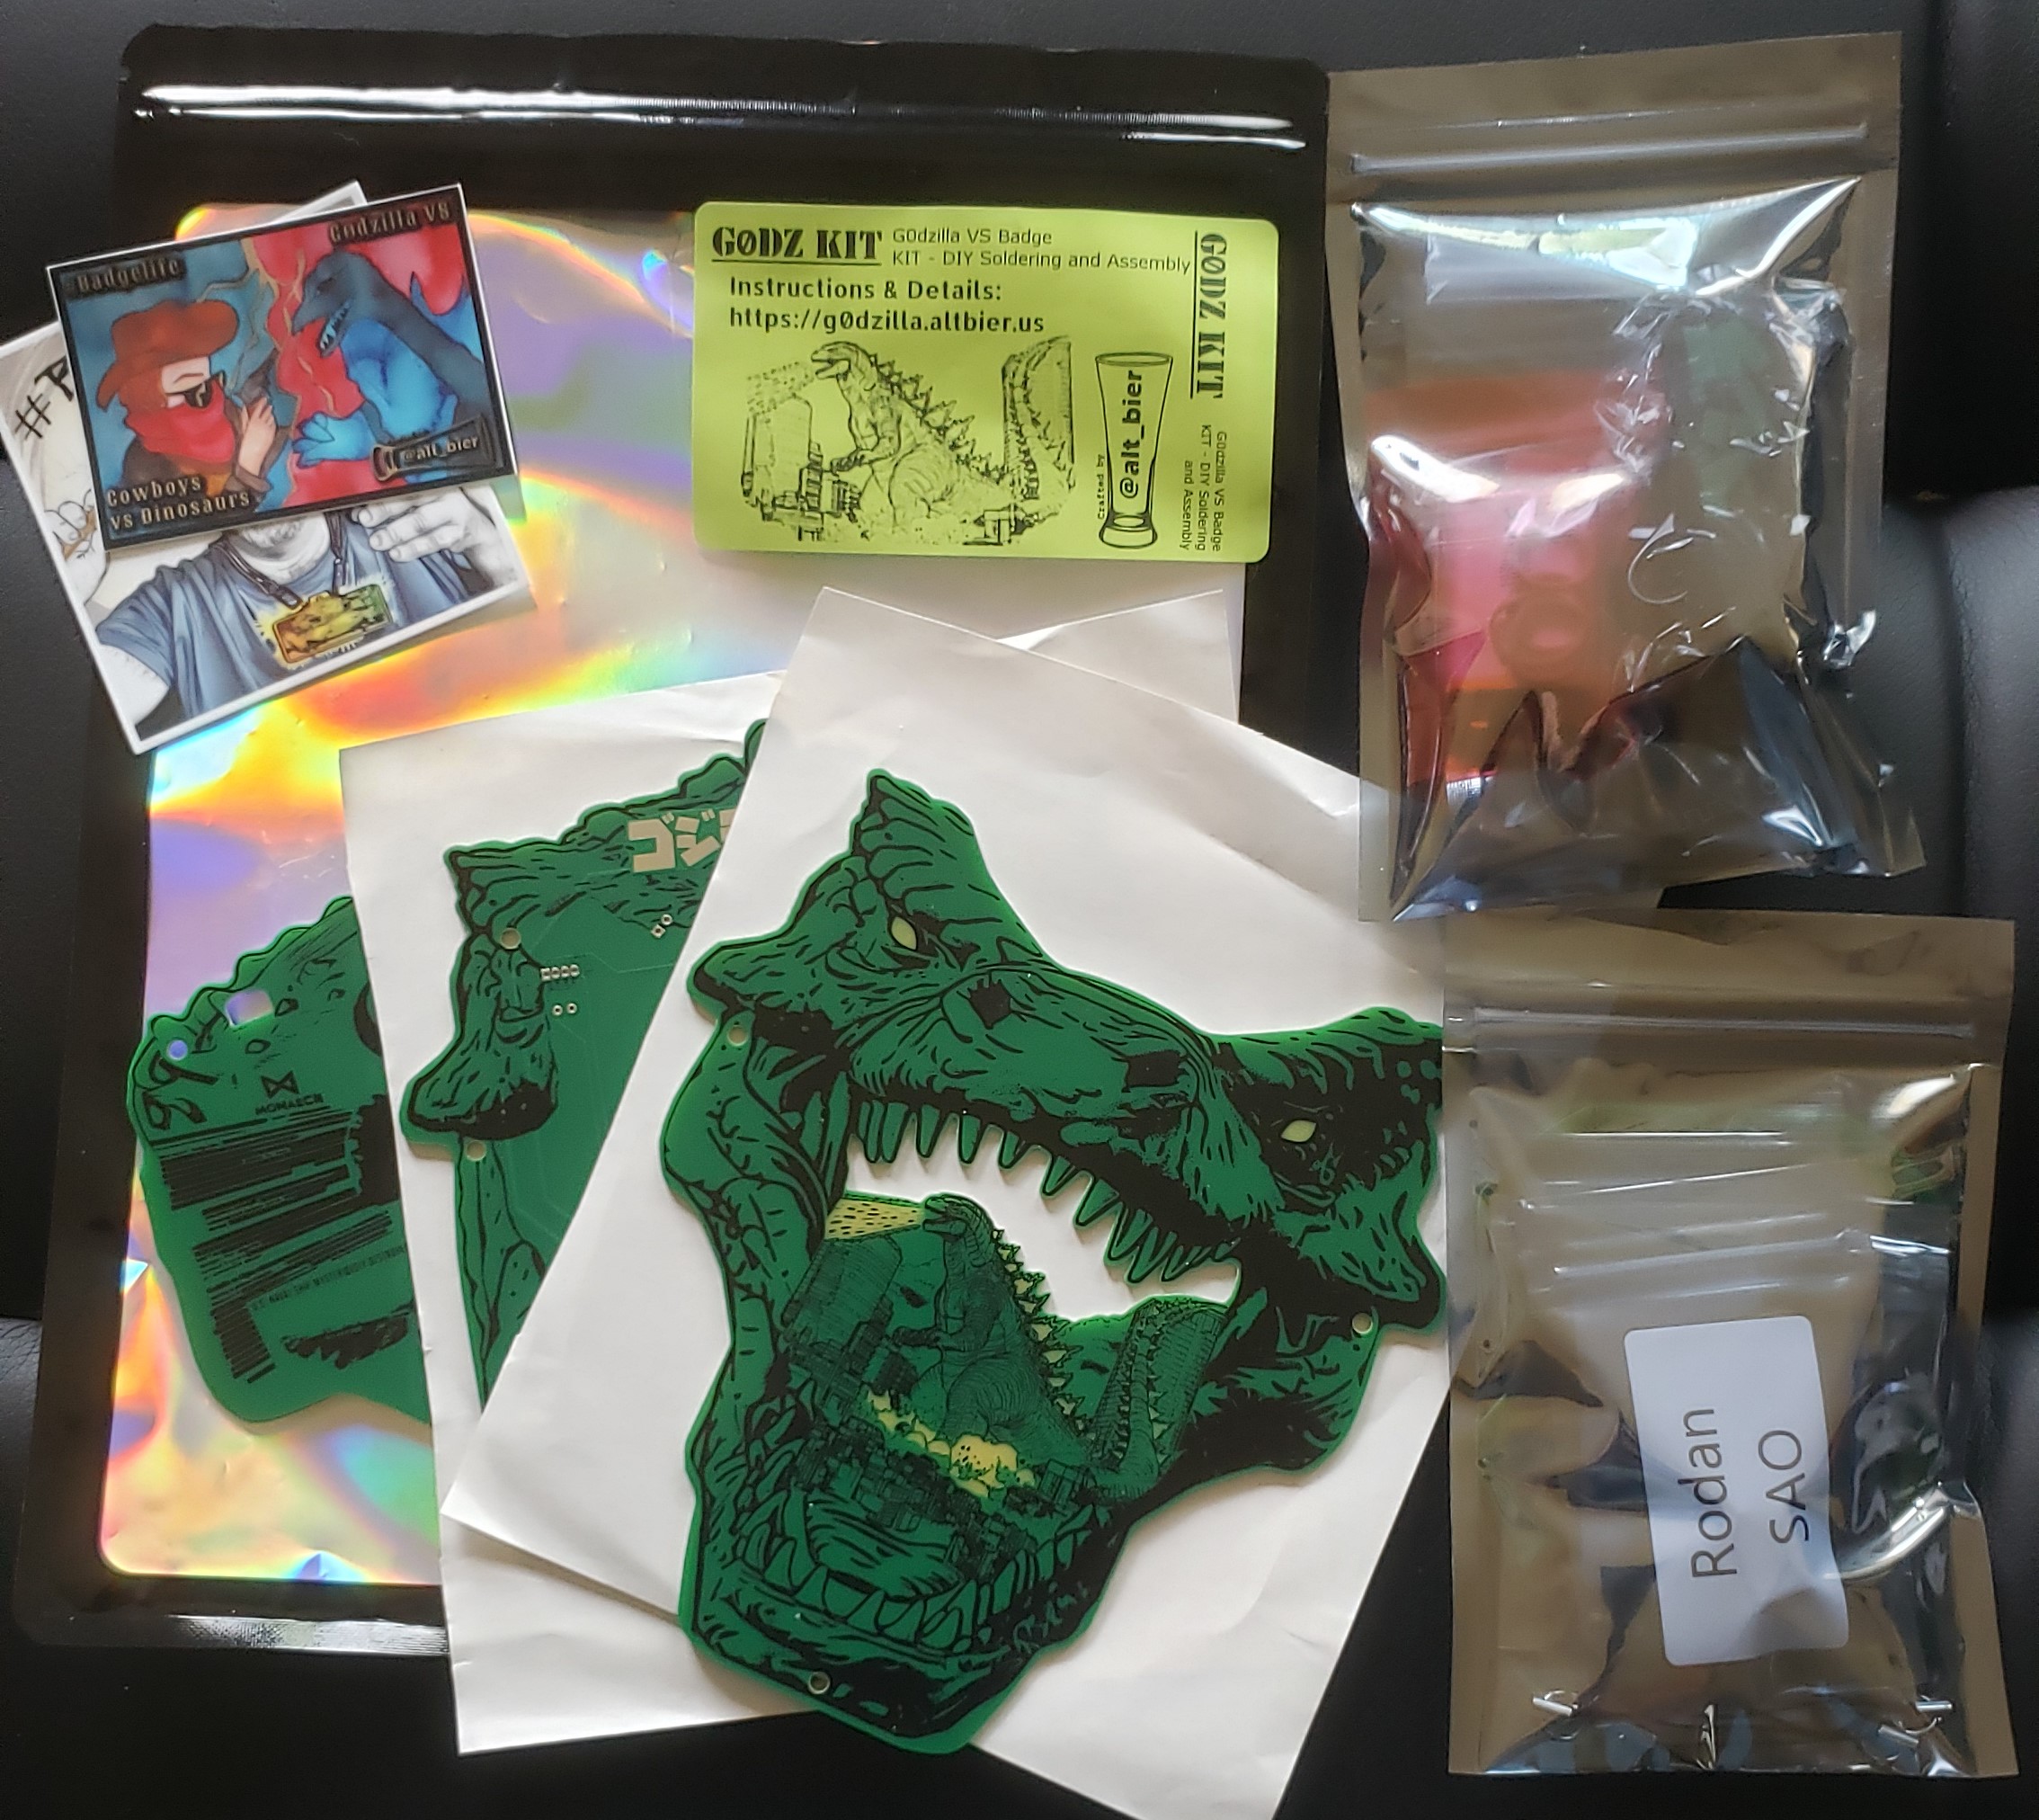 Badgelife
G0dzilla VS
Cowboys
vs Dinosaurs
@alt_bier
G0DZ KIT
G0dzilla VS Badge
KIT - DIY Soldering and Assembly
Instructions & Details:
https://g0dzilla.altbier.us
Crafted by
@alt_bier
G0DZ KIT
G0dzilla VS Badge
KIT - DIY Soldering
and Assembly
ゴジ
MONARCH
Rodan
SAO